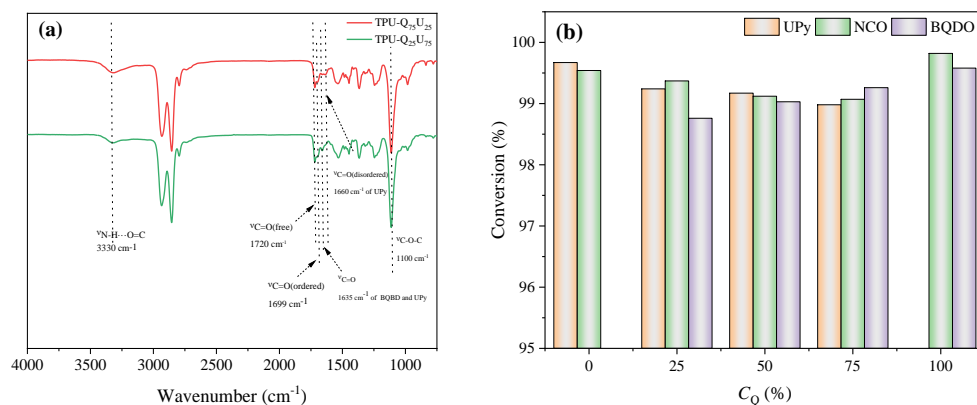 (a)
TPU-Q75U25
TPU-Q25U75
νN-H···O=C
3330 cm-1
νC=O(free)
1720 cm-1
νC=O(ordered)
1699 cm-1
νC=O(disordered)
1660 cm-1 of UPy
νC=O
1635 cm-1 of BQBD and UPy
νC-O-C
1100 cm-1
4000 3500 3000 2500 2000 1500 1000
Wavenumber (cm-1)
(b)
UPy NCO BQDO
100
99
98
97
96
95
Conversion (%)
0 25 50 75 100
CQ (%)